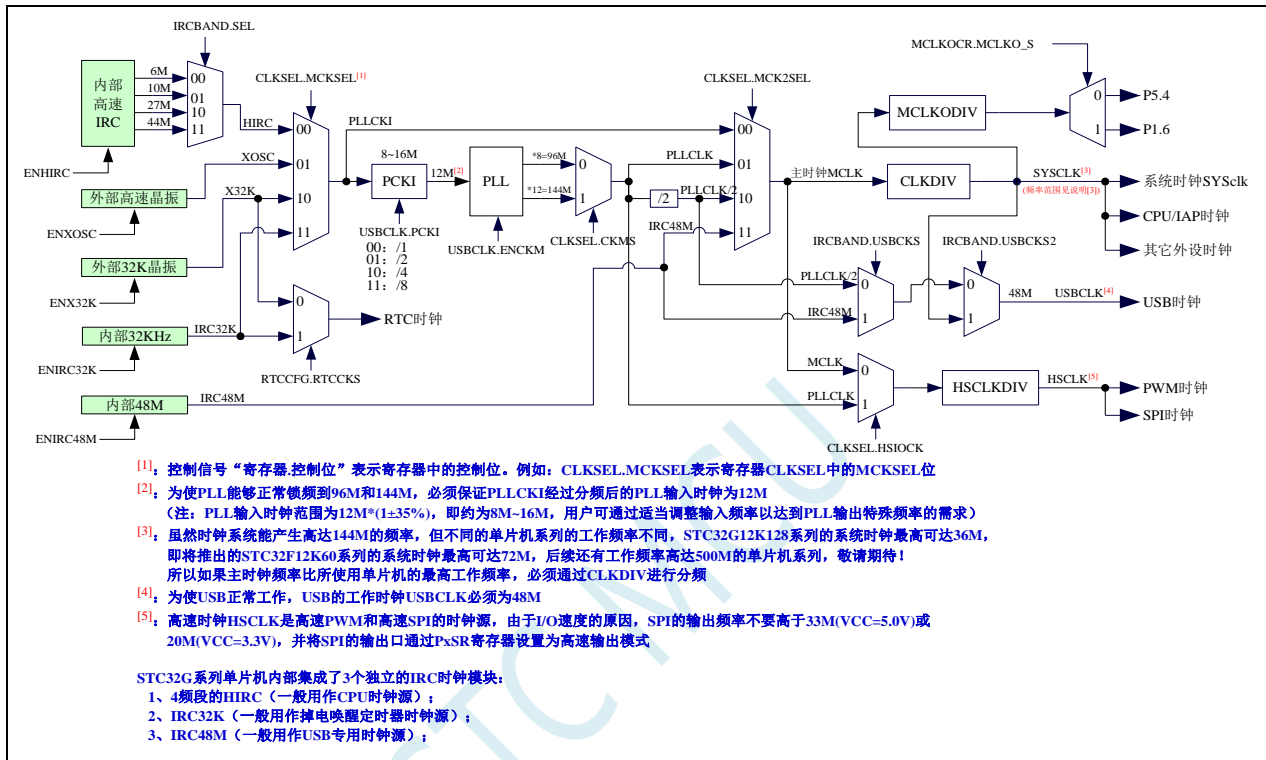 IRCBAND.SEL
MCLKOCR.MCLKO_S
内部
高速
IRC
6M
10M
27M
44M
00
01
10
11
HIRC
ENHIRC
CLKSEL.MCKSEL[1]
00
01
10
11
XOSC
X32K
外部高速晶振
ENXOSC
外部32K晶振
ENX32K
内部32KHz
IRC32K
ENIRC32K
内部48M
IRC48M
ENIRC48M
0
1
RTC时钟
RTCCFG.RTCCKS
PLLCKI
8~16M
PCKI
12M[2]
USBCLK.PCKI
00: /1
01: /2
10: /4
11: /8
PLL
*8=96M
*12=144M
0
1
USBCLK.ENCKM
CLKSEL.CKMS
CLKSEL.MCK2SEL
PLLCLK
/2
PLLCLK/2
IRC48M
00
01
10
11
主时钟MCLK
CLKDIV
MCLKODIV
0
1
P5.4
P1.6
SYSCLK[3]
(频率范围见说明[3])
系统时钟SYSclk
CPU/IAP时钟
其它外设时钟
IRCBAND.USBCKS
IRCBAND.USBCKS2
PLLCLK/2
IRC48M
0
1
0
1
48M
USBCLK[4]
USB时钟
MCLK
PLLCLK
0
1
CLKSEL.HSIOCK
HSCLKDIV
HSCLK[5]
PWM时钟
SPI时钟
[1]: 控制信号“寄存器.控制位”表示寄存器中的控制位。例如：CLKSEL.MCKSEL表示寄存器CLKSEL中的MCKSEL位
[2]: 为使PLL能够正常锁频到96M和144M，必须保证PLLCKI经过分频后的PLL输入时钟为12M
（注：PLL输入时钟范围为12M*(1±35%)，即约为8M~16M，用户可通过适当调整输入频率以达到PLL输出特殊频率的需求）
[3]: 虽然时钟系统能产生高达144M的频率，但不同的单片机系列的工作频率不同，STC32G12K128系列的系统时钟最高可达36M，
即将推出的STC32F12K60系列的系统时钟最高可达72M，后续还有工作频率高达500M的单片机系列，敬请期待！
所以如果主时钟频率比所使用单片机的最高工作频率，必须通过CLKDIV进行分频
[4]: 为使USB正常工作，USB的工作时钟USBCLK必须为48M
[5]: 高速时钟HSCLK是高速PWM和高速SPI的时钟源，由于I/O速度的原因，SPI的输出频率不要高于33M(VCC=5.0V)或
20M(VCC=3.3V)，并将SPI的输出口通过PxSR寄存器设置为高速输出模式
STC32G系列单片机内部集成了3个独立的IRC时钟模块：
1、4频段的HIRC（一般用作CPU时钟源）；
2、IRC32K（一般用作掉电唤醒定时器时钟源）；
3、IRC48M（一般用作USB专用时钟源）；
STC MCU